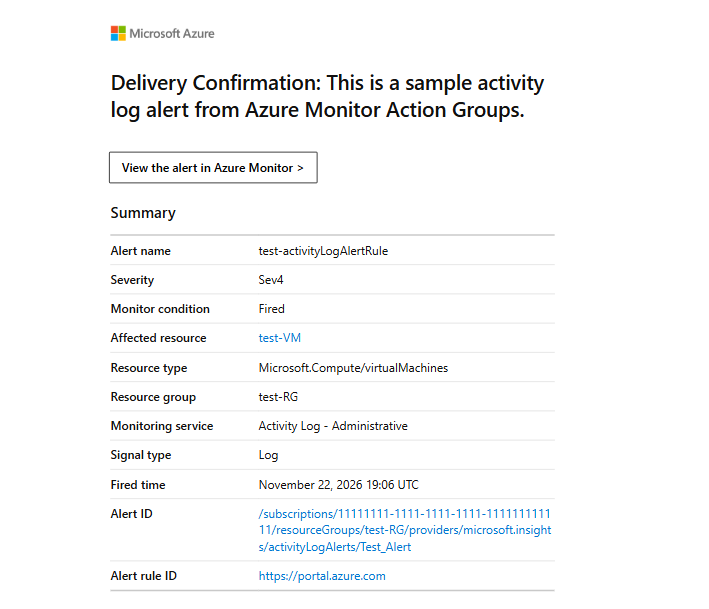 Microsoft Azure
Delivery Confirmation: This is a sample activity
log alert from Azure Monitor Action Groups.
View the alert in Azure Monitor >
Summary
Alert name test-activityLogAlertRule
Severity Sev4
Monitor condition Fired
Affected resource test-VM
Resource type Microsoft.Compute/virtualMachines
Resource group test-RG
Monitoring service Activity Log - Administrative
Signal type Log
Fired time November 22, 2026 19:06 UTC
Alert ID /subscriptions/11111111-1111-1111-1111-1111111111
11/resourceGroups/test-RG/providers/microsoft.insight
s/activityLogAlerts/Test_Alert
Alert rule ID https://portal.azure.com